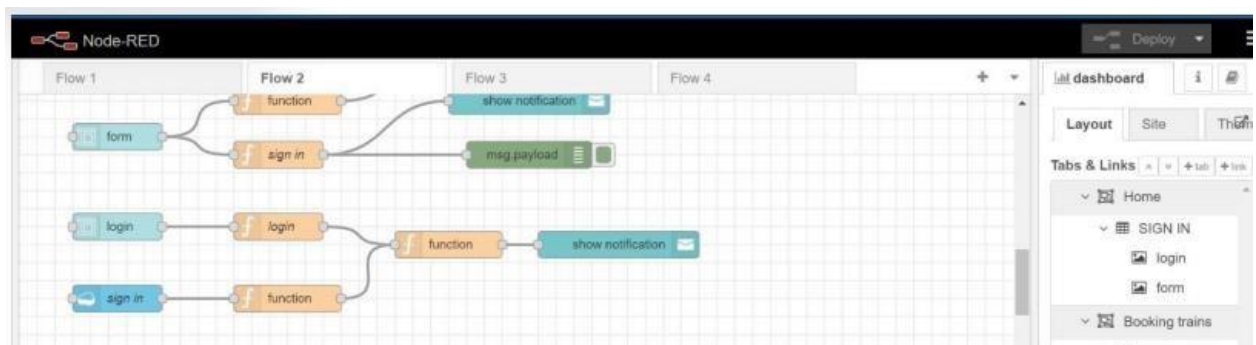 Node-RED
Deploy
Flow 1
Flow 2
Flow 3
Flow 4
dashboard
i
function
show notification
form
sign in
msg.payload
login
login
function
show notification
sign in
function
Layout
Site
Tabs & Links
tab
link
Home
SIGN IN
login
form
Booking trains